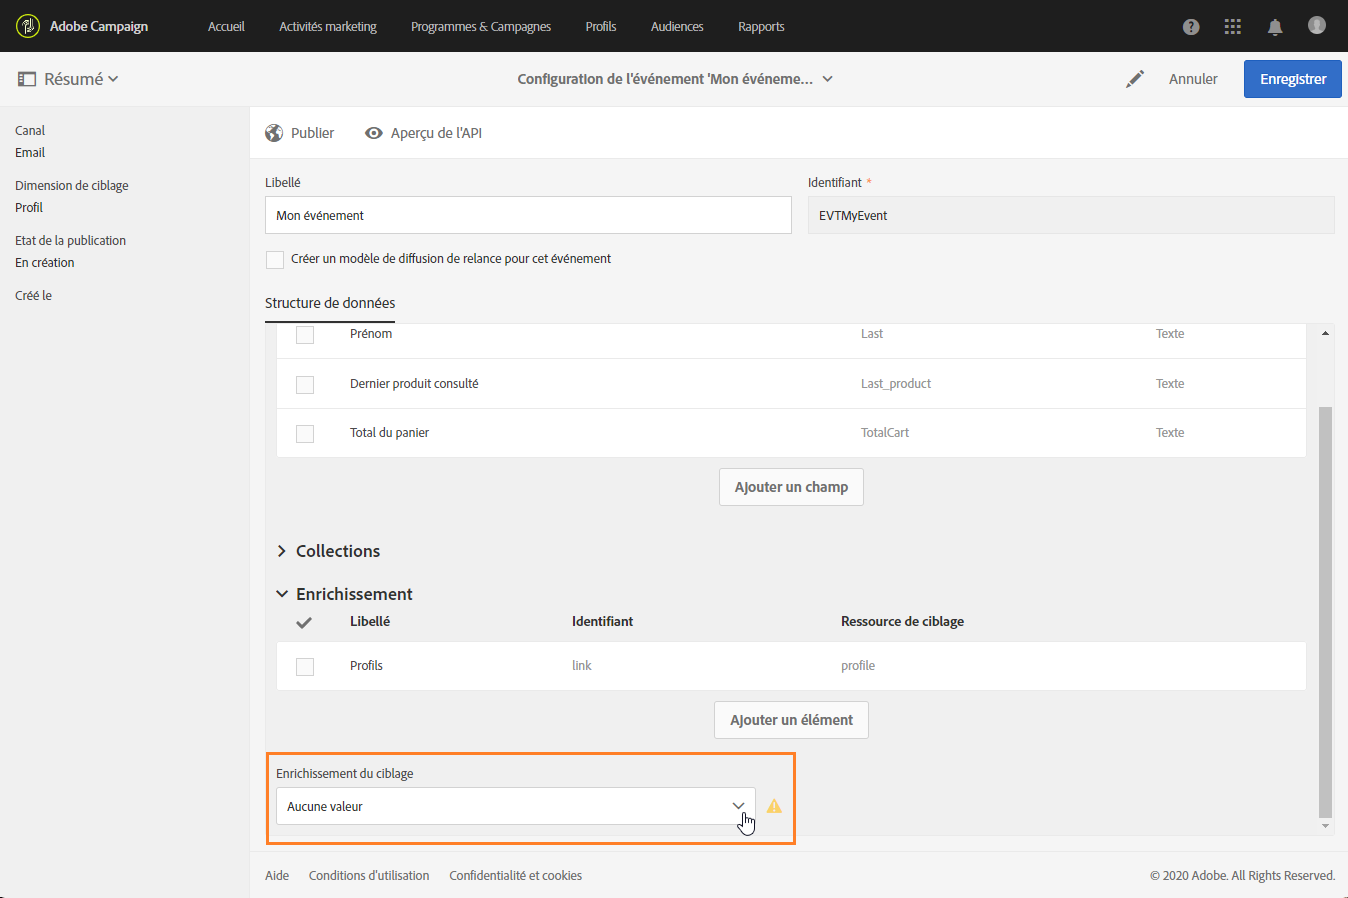 Adobe Campaign Accueil Activités marketing Programmes & Campagnes Profils Audiences Rapports
Résumé Configuration de l'événement 'Mon événeme... Annuler Enregistrer
Canal
Email
Dimension de ciblage
Profil
Etat de la publication
En création
Créé le
Publier Aperçu de l'API
Libellé Identifiant *
Mon événement EVTMyEvent
Créer un modèle de diffusion de relance pour cet événement
Structure de données
Prénom Last Texte
Dernier produit consulté Last_product Texte
Total du panier TotalCart Texte
Ajouter un champ
Collections
Enrichissement
Libellé Identifiant Ressource de ciblage
Profils link profile
Ajouter un élément
Enrichissement du ciblage
Aucune valeur
Aide Conditions d'utilisation Confidentialité et cookies © 2020 Adobe. All Rights Reserved.